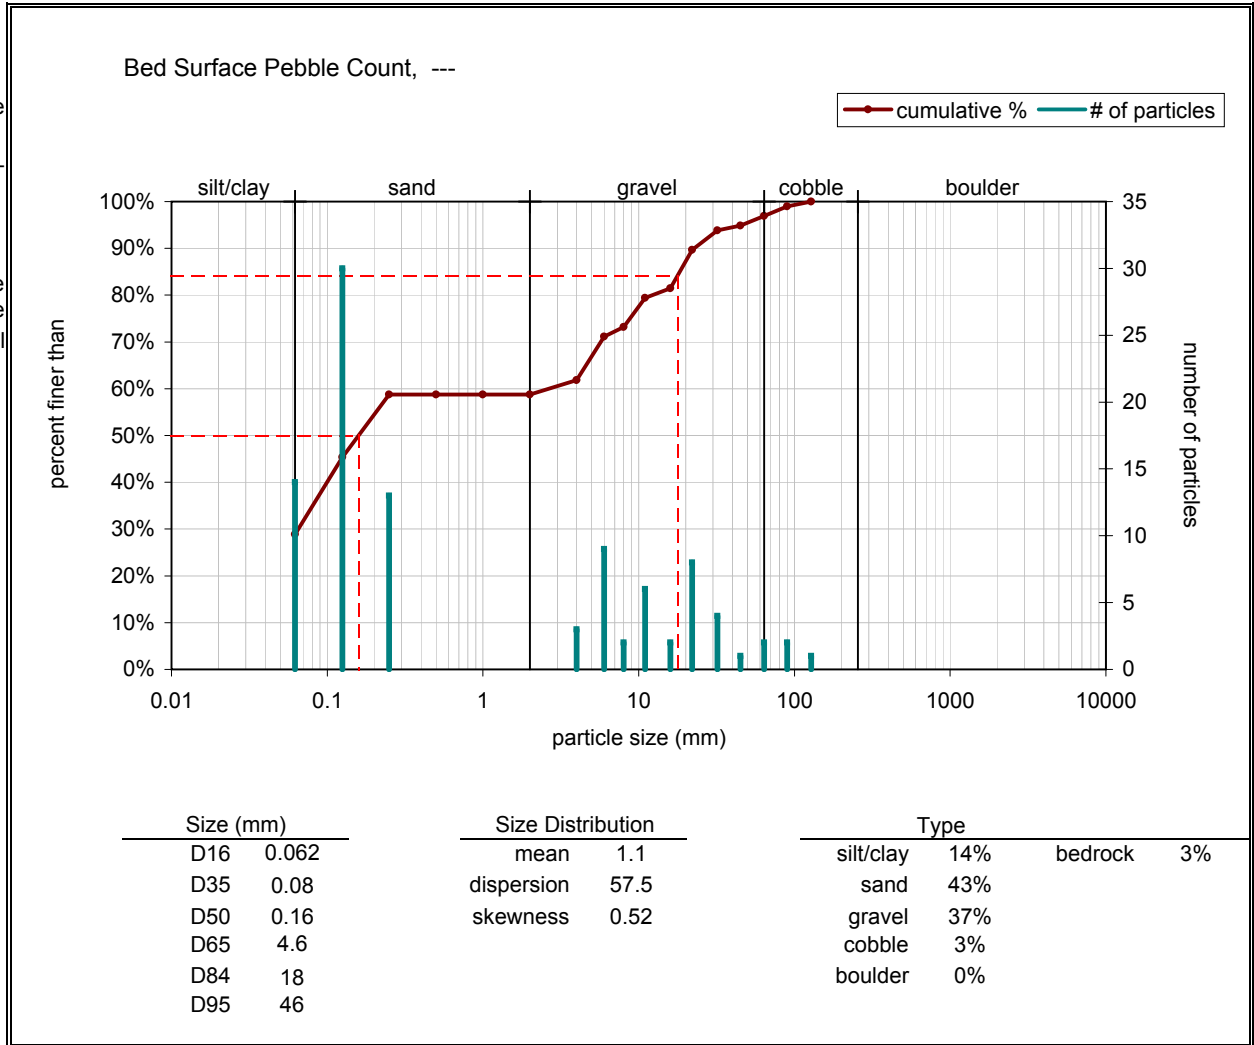 Bed Surface Pebble Count, ---
cumulative % # of particles
silt/clay sand gravel cobble boulder
100%
90%
80%
70%
60%
50%
40%
30%
20%
10%
0%
percent finer than
35
30
25
20
15
10
5
0
number of particles
0.01 0.1 1 10 100 1000 10000
particle size (mm)
Size (mm)
D16 0.062
D35 0.08
D50 0.16
D65 4.6
D84 18
D95 46
Size Distribution
mean 1.1
dispersion 57.5
skewness 0.52
Type
silt/clay 14% bedrock 3%
sand 43%
gravel 37%
cobble 3%
boulder 0%